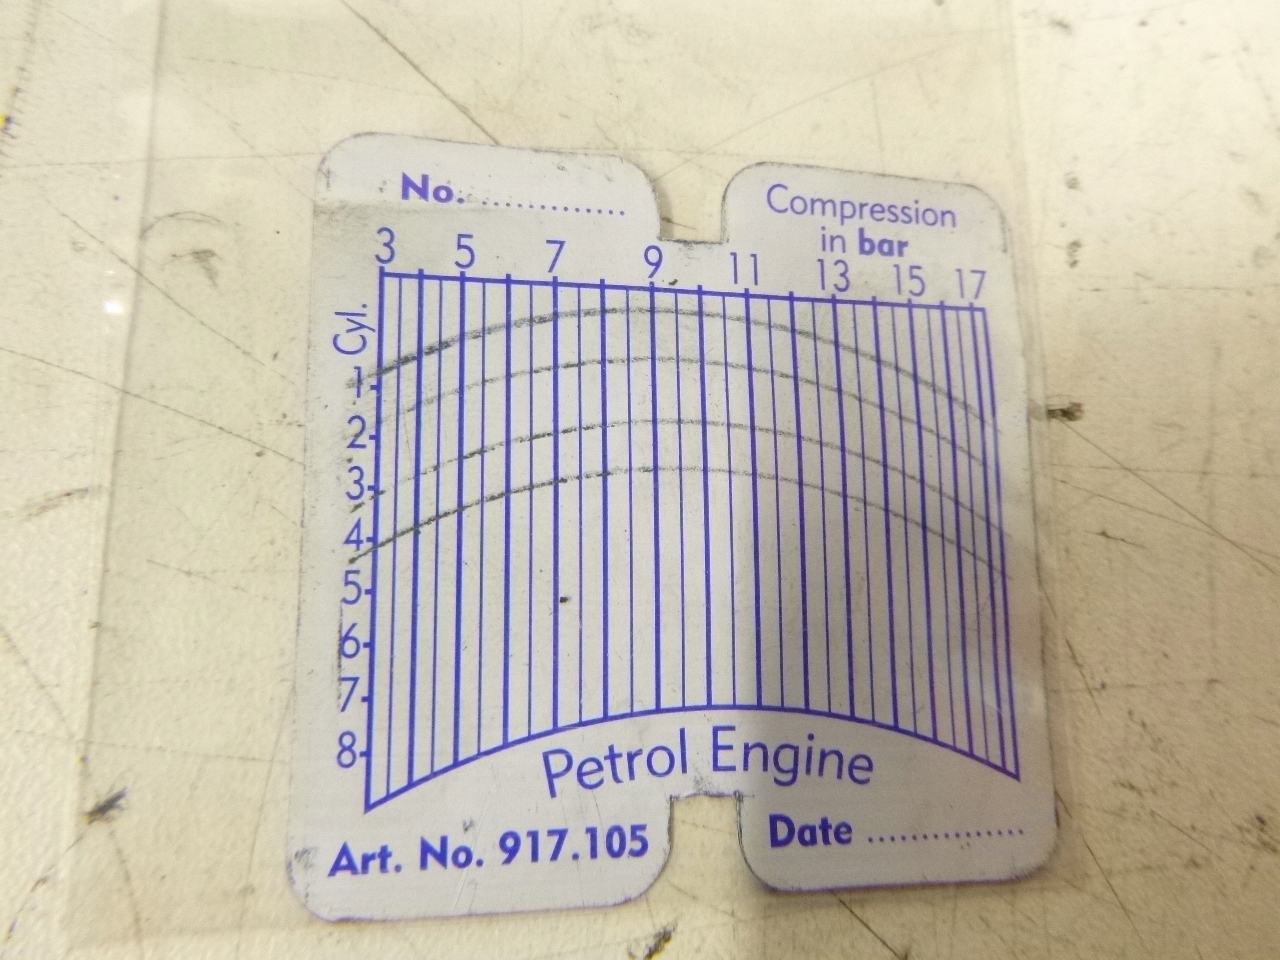 No. ..............
Compression
in bar
3 5 7 9 11 13 15 17
Cyl.
1
2
3
4
5
6
7
8
Petrol Engine
Art. No. 917.105
Date ...............